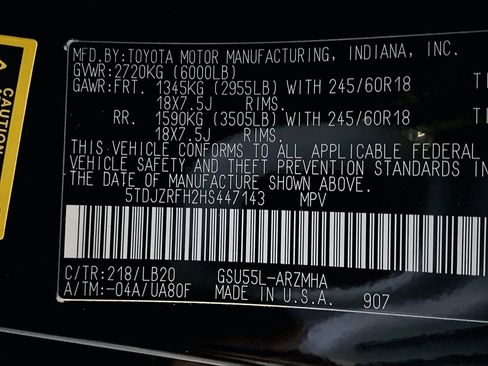 MFD.BY:TOYOTA MOTOR MANUFACTURING, INDIANA, INC.
GVWR:2720KG (6000LB)
GAWR:FRT. 1345KG (2955LB) WITH 245/60R18
18X7.5J RIMS.
RR. 1590KG (3505LB) WITH 245/60R18
18X7.5J RIMS.
THIS VEHICLE CONFORMS TO ALL APPLICABLE FEDERAL
VEHICLE SAFETY AND THEFT PREVENTION STANDARDS IN
DATE OF MANUFACTURE SHOWN ABOVE.
5TDJZRFH2HS447143 MPV
C/TR:218/LB20 GSU55L-ARZMHA
A/TM:-04A/UA80F MADE IN U.S.A. 907
CAUTION